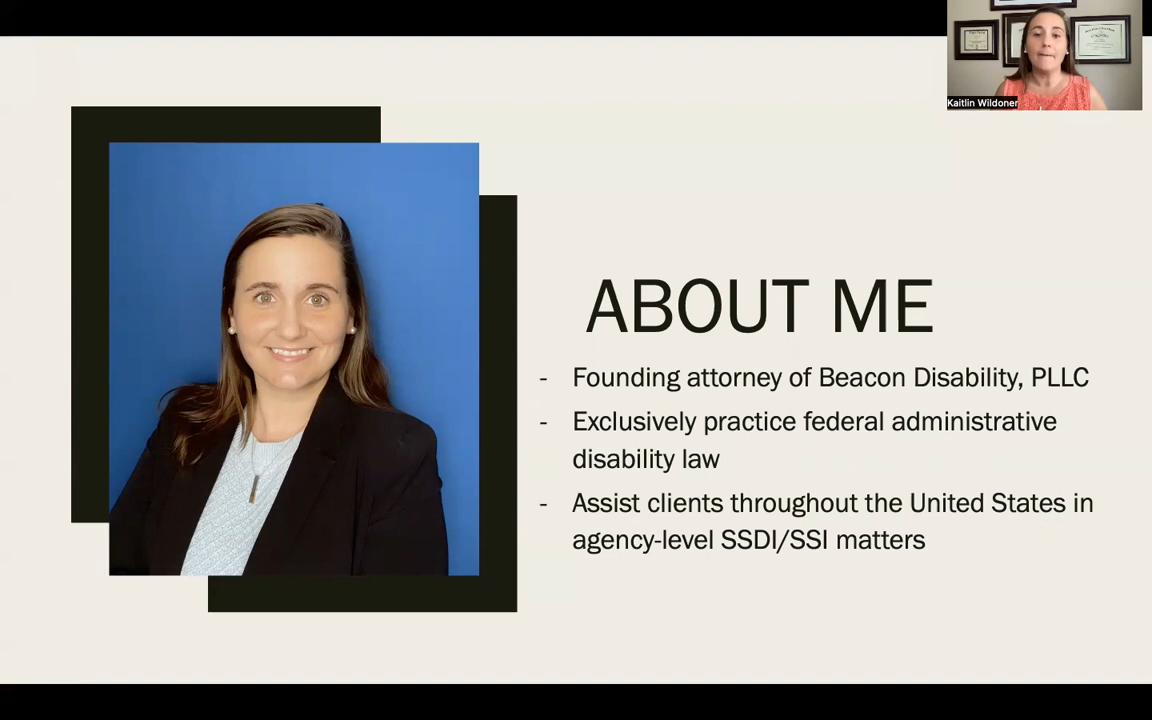 Kaitlin Wildoner
ABOUT ME
- Founding attorney of Beacon Disability, PLLC
- Exclusively practice federal administrative
disability law
- Assist clients throughout the United States in
agency-level SSDI/SSI matters